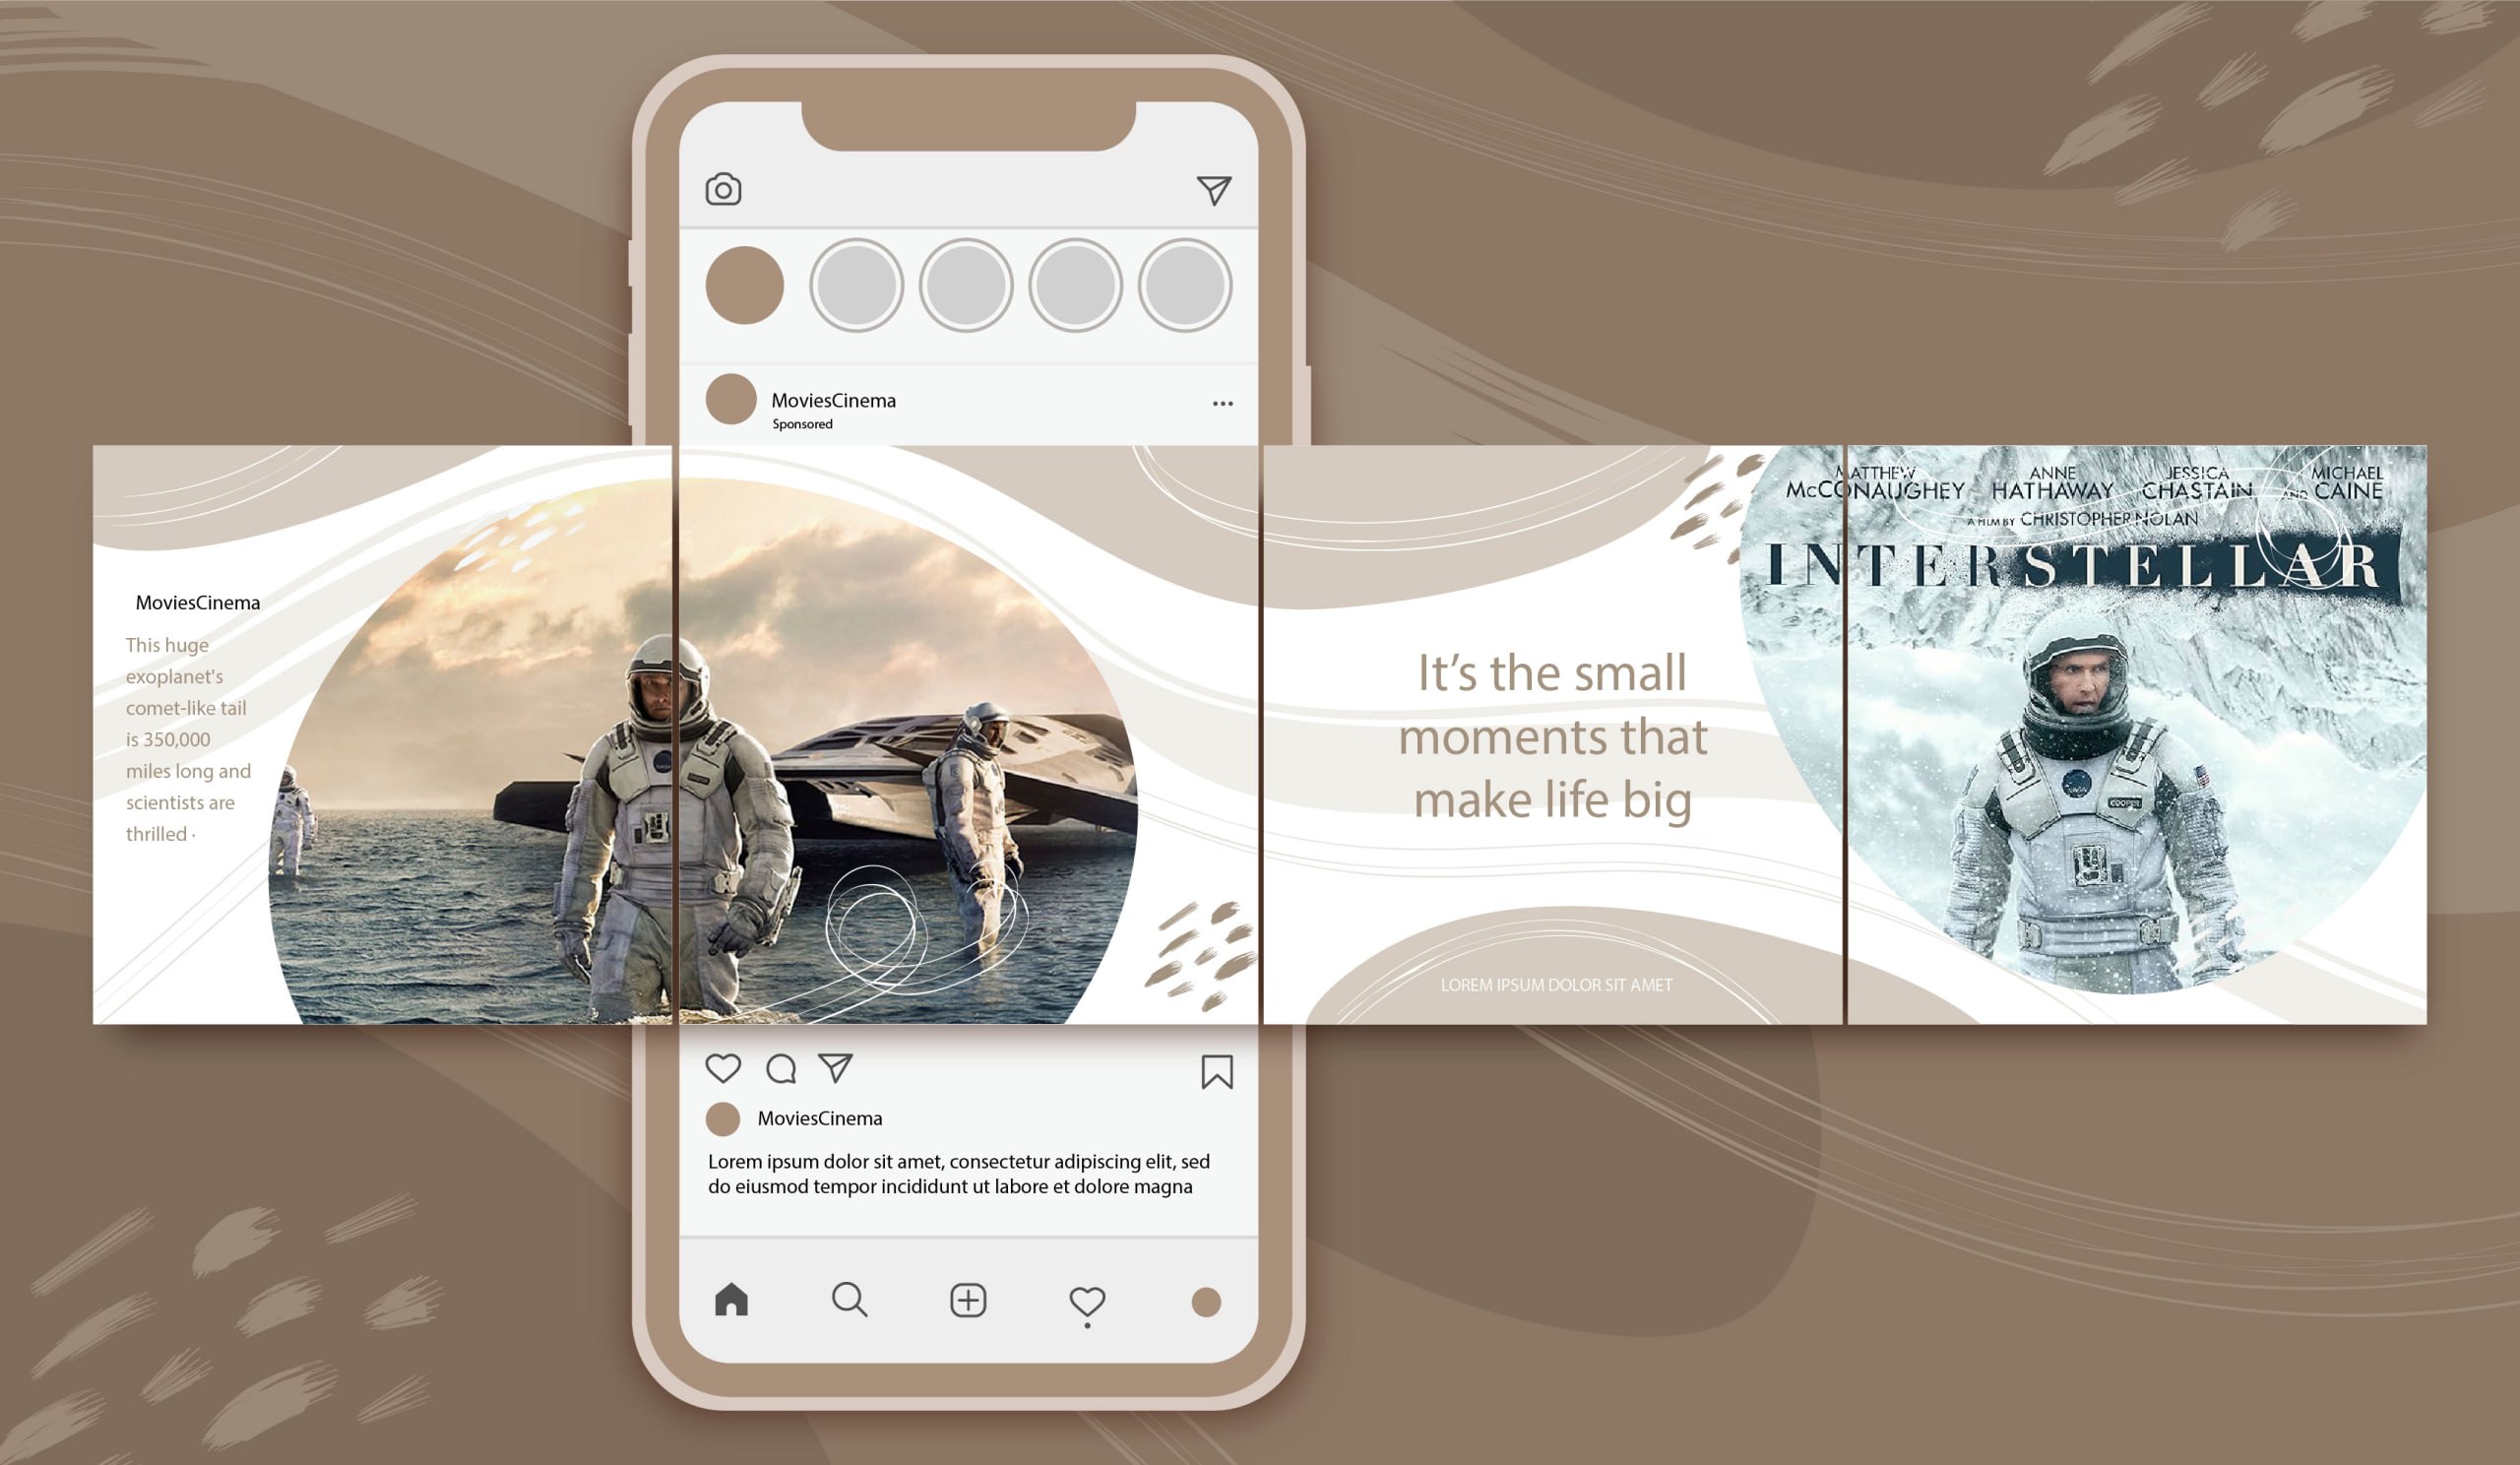 MoviesCinema
Sponsored
MoviesCinema
This huge
exoplanet's
comet-like tail
is 350,000
miles long and
scientists are
thrilled ·
It's the small
moments that
make life big
LOREM IPSUM DOLOR SIT AMET
MATTHEW McCONAUGHEY
ANNE HATHAWAY
JESSICA CHASTAIN
AND MICHAEL CAINE
A FILM BY CHRISTOPHER NOLAN
INTERSTELLAR
NASA
COOPER
MoviesCinema
Lorem ipsum dolor sit amet, consectetur adipiscing elit, sed
do eiusmod tempor incididunt ut labore et dolore magna